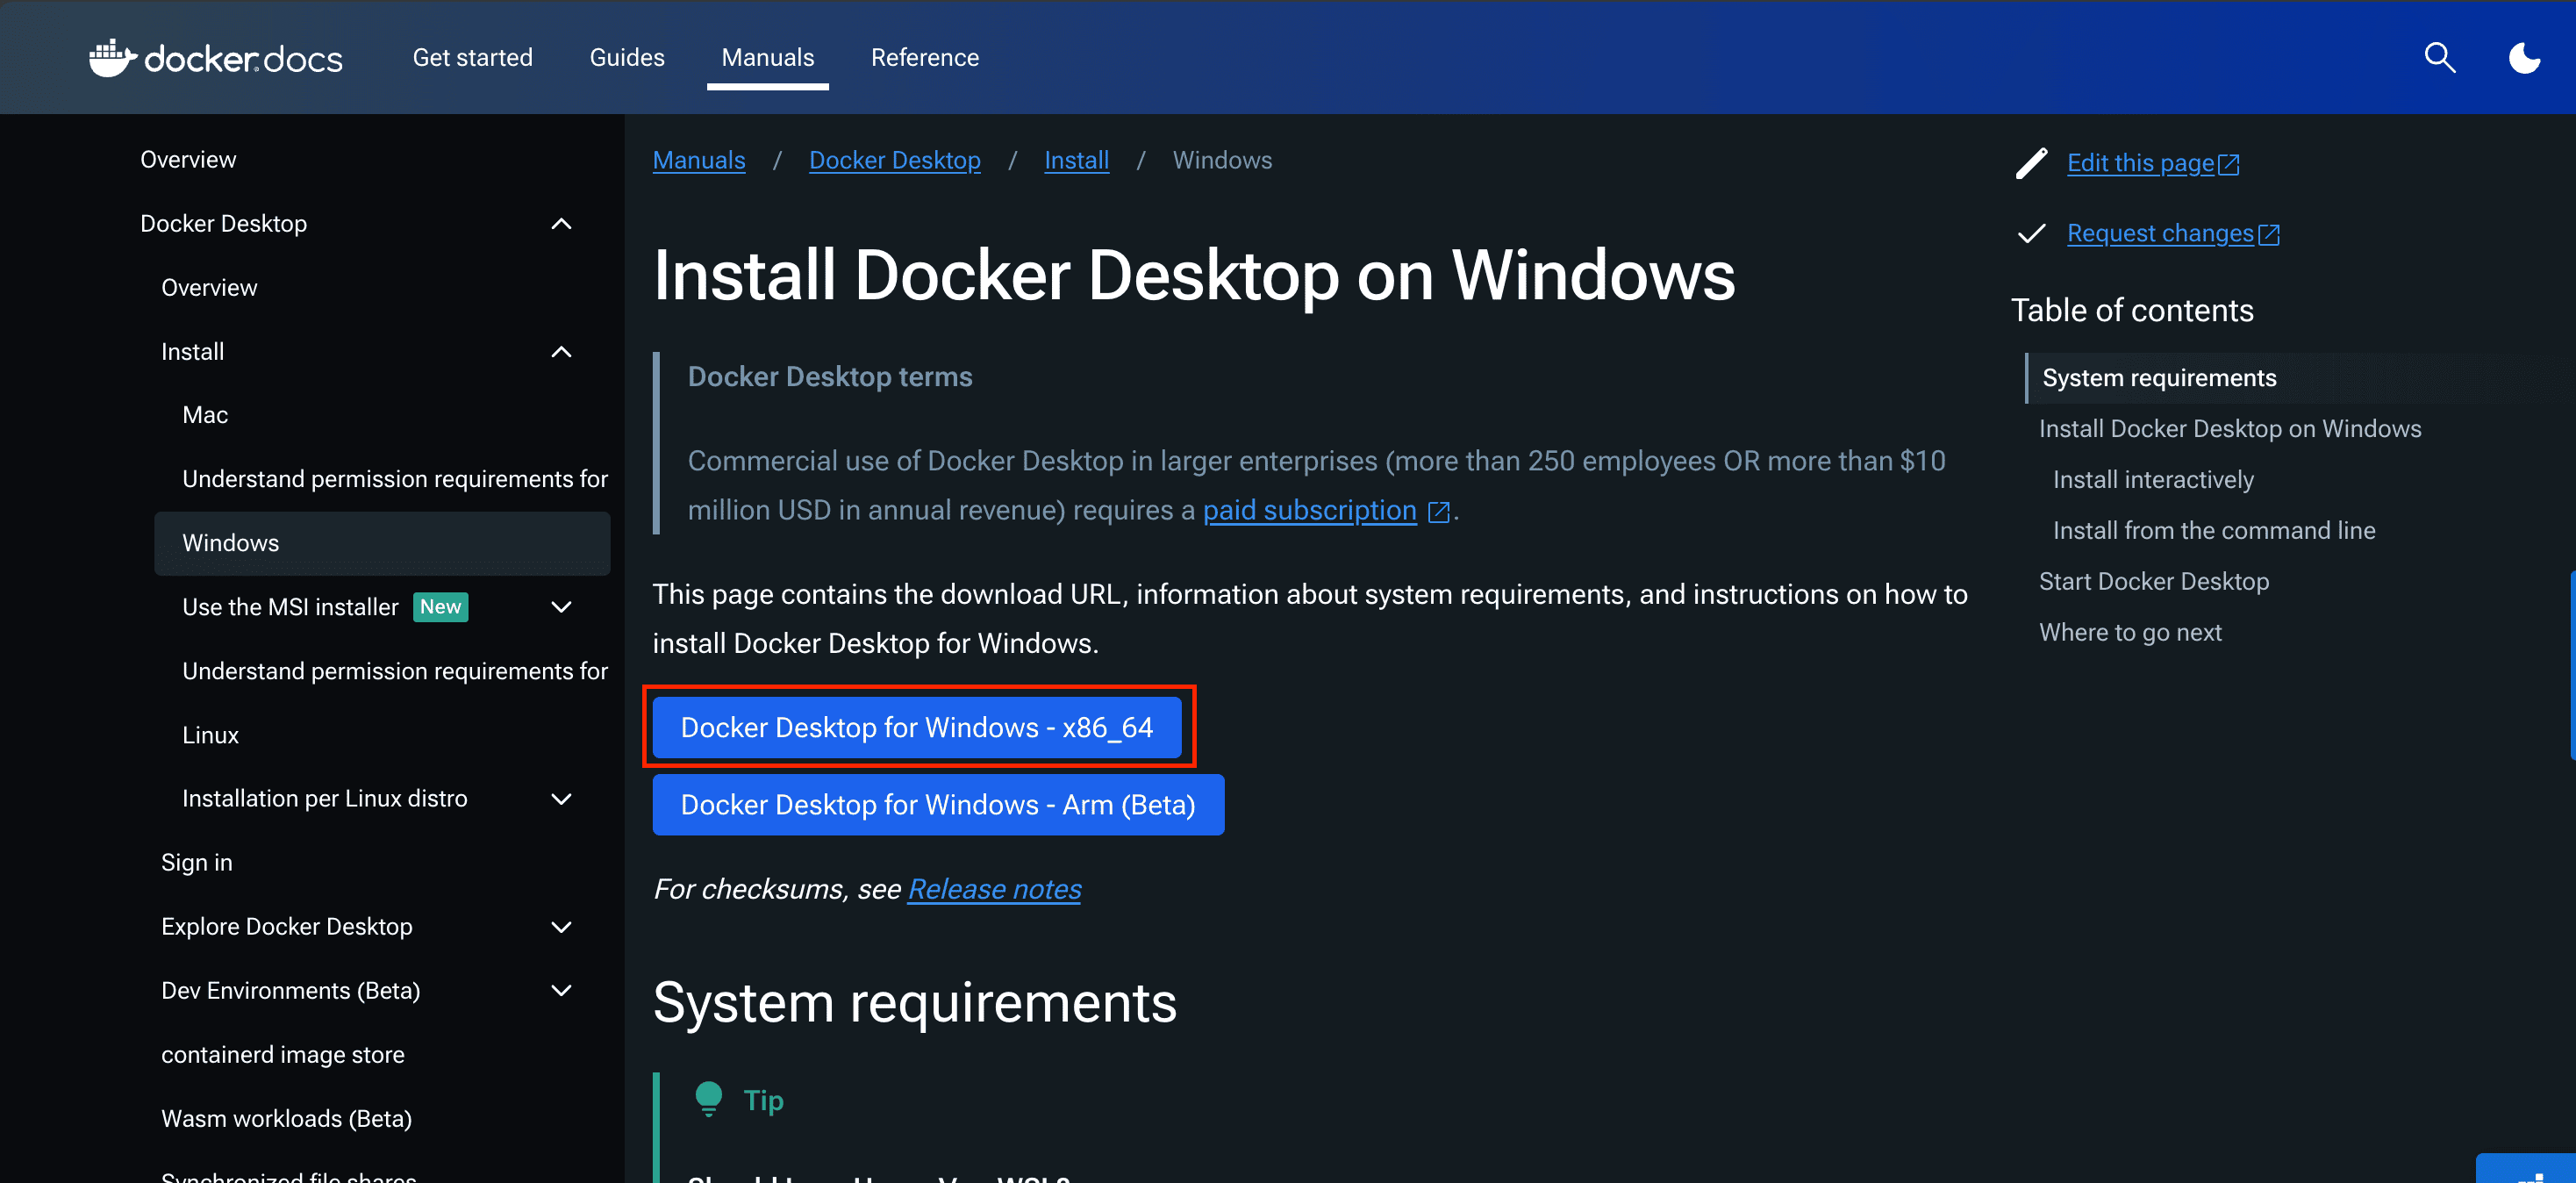 docker.docs
Get started
Guides
Manuals
Reference
Overview
Docker Desktop
Overview
Install
Mac
Understand permission requirements for
Windows
Use the MSI installer New
Understand permission requirements for
Linux
Installation per Linux distro
Sign in
Explore Docker Desktop
Dev Environments (Beta)
containerd image store
Wasm workloads (Beta)
Synchronized file shares
Manuals / Docker Desktop / Install / Windows
Install Docker Desktop on Windows
Docker Desktop terms
Commercial use of Docker Desktop in larger enterprises (more than 250 employees OR more than $10
million USD in annual revenue) requires a paid subscription .
This page contains the download URL, information about system requirements, and instructions on how to
install Docker Desktop for Windows.
Docker Desktop for Windows - x86_64
Docker Desktop for Windows - Arm (Beta)
For checksums, see Release notes
System requirements
Tip
Edit this page
Request changes
Table of contents
System requirements
Install Docker Desktop on Windows
Install interactively
Install from the command line
Start Docker Desktop
Where to go next